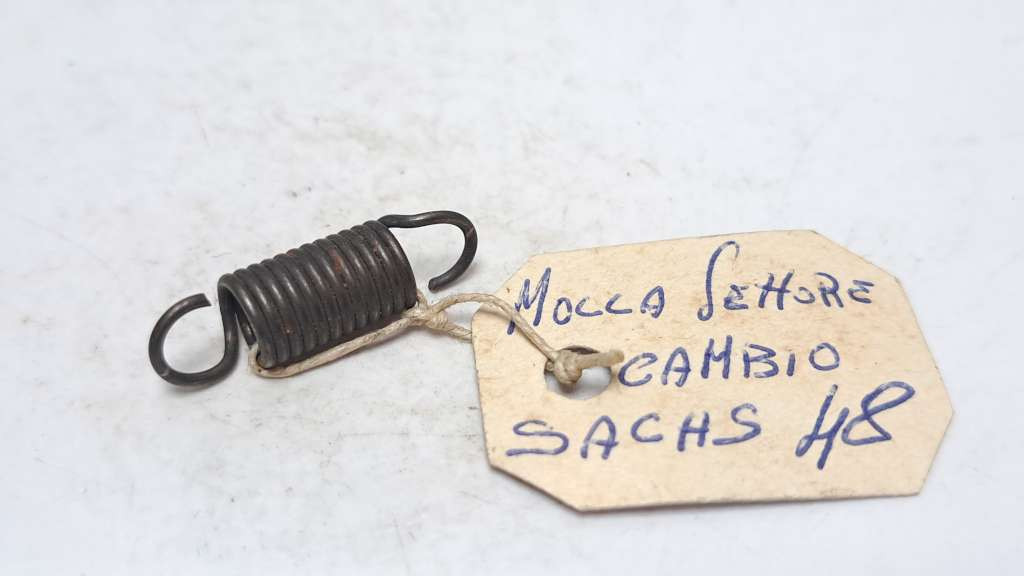 MOLLA SETTORE
CAMBIO
SACHS 48